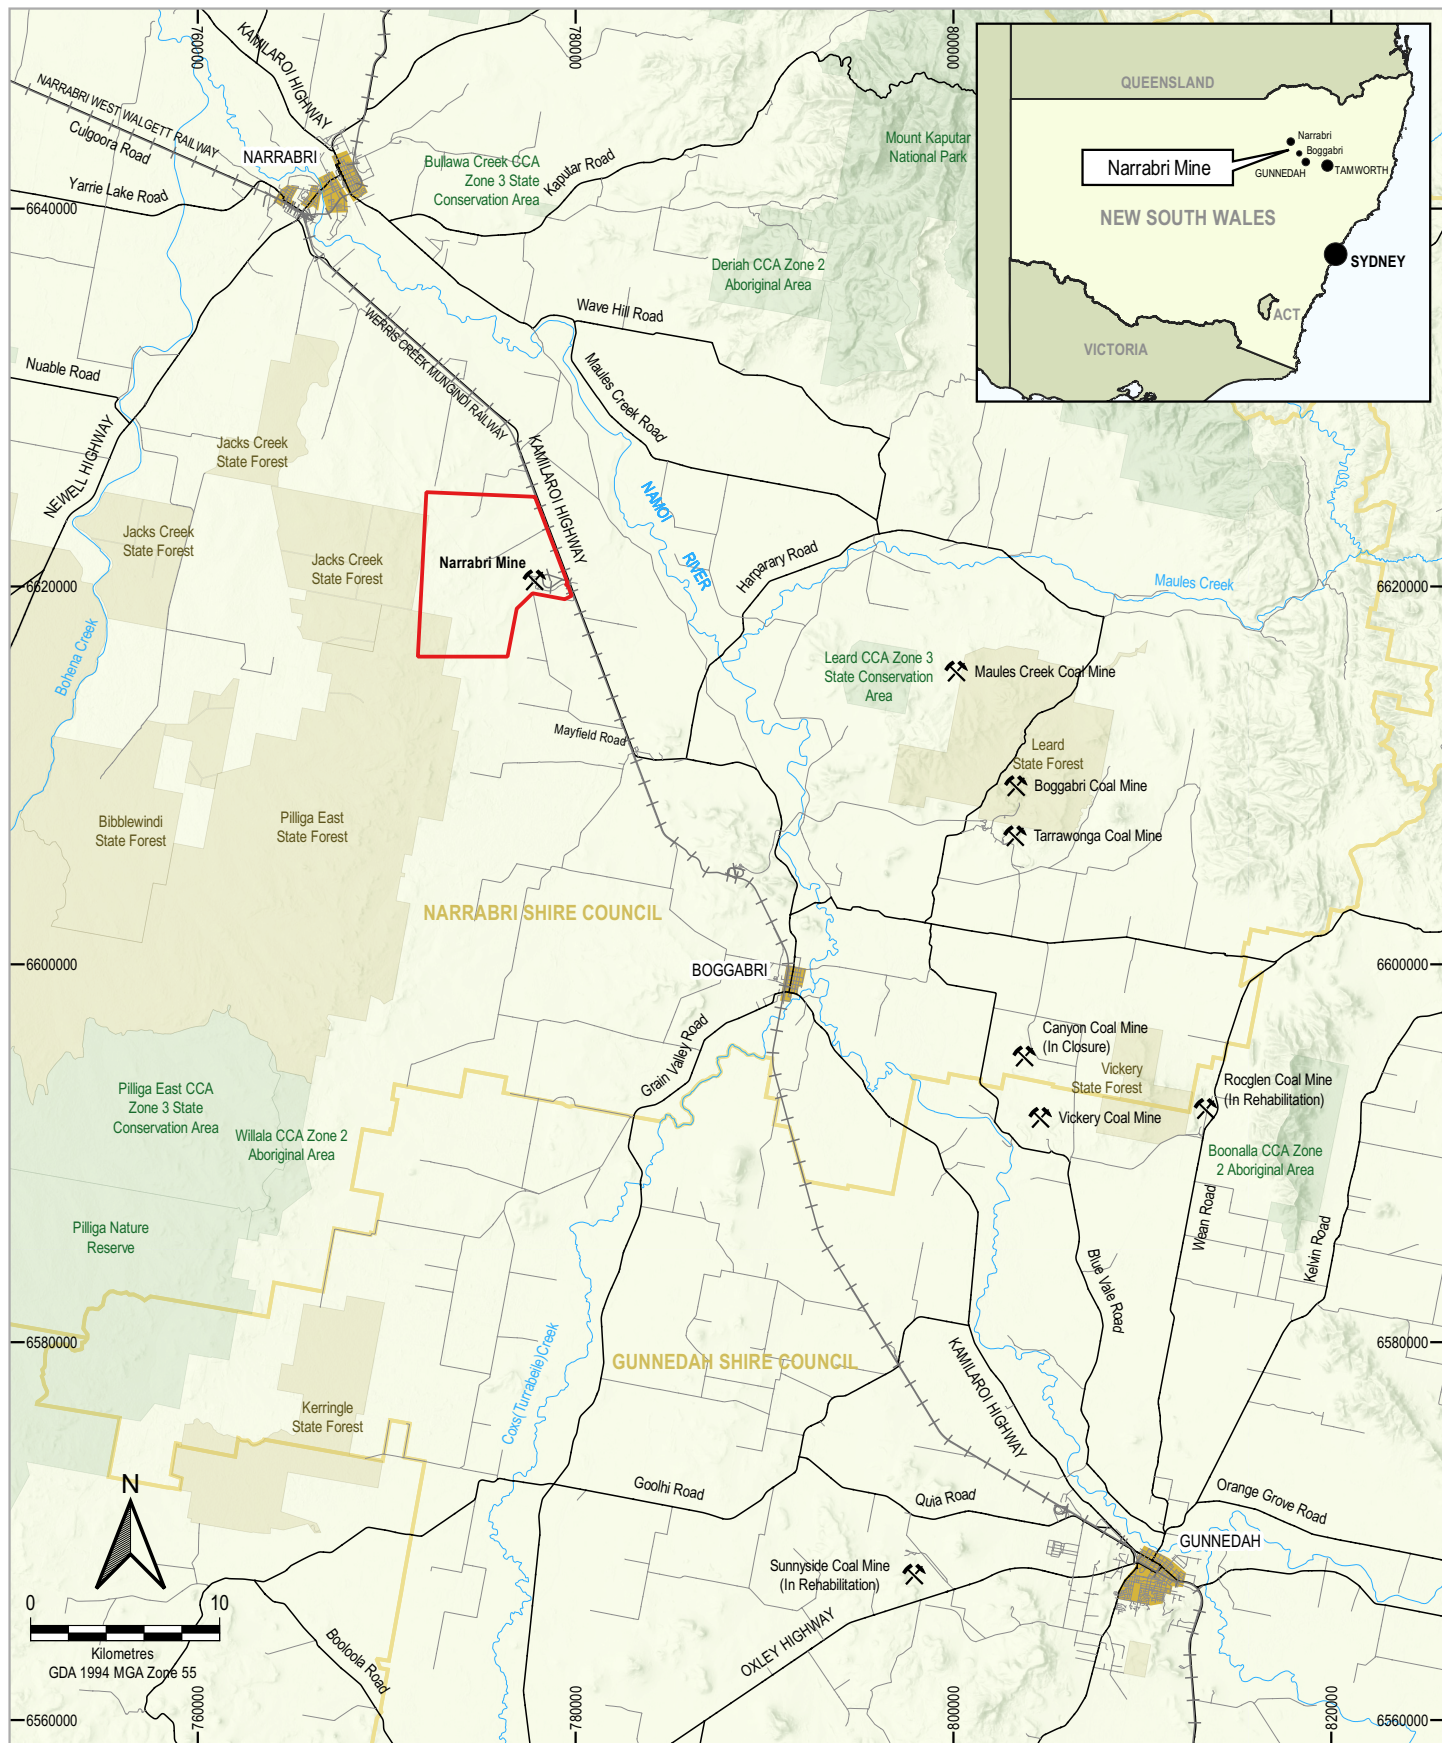 760000
780000
800000
KAMILAROI HIGHWAY
NARRABRI WEST WALGETT RAILWAY
Culgoora Road
NARRABRI
Yarrie Lake Road
6640000
Bullawa Creek CCA
Zone 3 State
Conservation Area
Kaputar Road
Mount Kaputar
National Park
Deriah CCA Zone 2
Aboriginal Area
QUEENSLAND
Narrabri
Boggabri
Narrabri Mine
GUNNEDAH
TAMWORTH
NEW SOUTH WALES
SYDNEY
ACT
VICTORIA
Wave Hill Road
WERRIS CREEK MUNGINDI RAILWAY
Maules Creek Road
Nuable Road
NEWELL HIGHWAY
Jacks Creek
State Forest
KAMILAROI HIGHWAY
NAMOI
RIVER
Jacks Creek
State Forest
Jacks Creek
State Forest
Narrabri Mine
Harparary Road
Maules Creek
6620000
6620000
Bohena Creek
Leard CCA Zone 3
State Conservation
Area
Maules Creek Coal Mine
Mayfield Road
Leard
State Forest
Boggabri Coal Mine
Bibblewindi
State Forest
Pilliga East
State Forest
Tarrawonga Coal Mine
NARRABRI SHIRE COUNCIL
6600000
BOGGABRI
6600000
Grain Valley Road
Canyon Coal Mine
(In Closure)
Vickery
State Forest
Rocglen Coal Mine
(In Rehabilitation)
Vickery Coal Mine
Pilliga East CCA
Zone 3 State
Conservation Area
Willala CCA Zone 2
Aboriginal Area
Boonalla CCA Zone
2 Aboriginal Area
Pilliga Nature
Reserve
Wean Road
Kelvin Road
Blue Vale Road
6580000
6580000
Coxs(Turrabeile)Creek
GUNNEDAH SHIRE COUNCIL
KAMILAROI HIGHWAY
Kerringle
State Forest
Goolhi Road
Quia Road
Orange Grove Road
N
GUNNEDAH
Sunnyside Coal Mine
(In Rehabilitation)
0 10
Kilometres
GDA 1994 MGA Zone 55
Booloola Road
OXLEY HIGHWAY
6560000
760000
780000
800000
820000
6560000